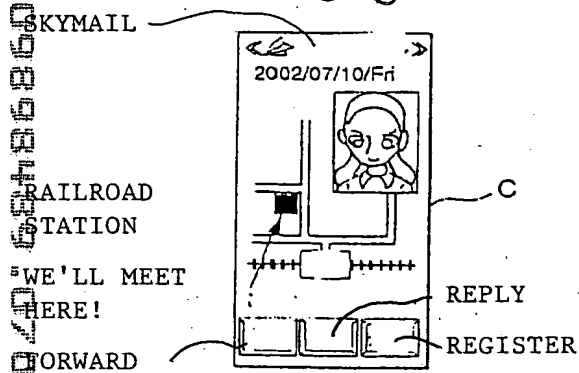 SKYMAIL
2002/07/10/Fri
RAILROAD
STATION
C
WE'LL MEET
HERE!
REPLY
REGISTER
FORWARD